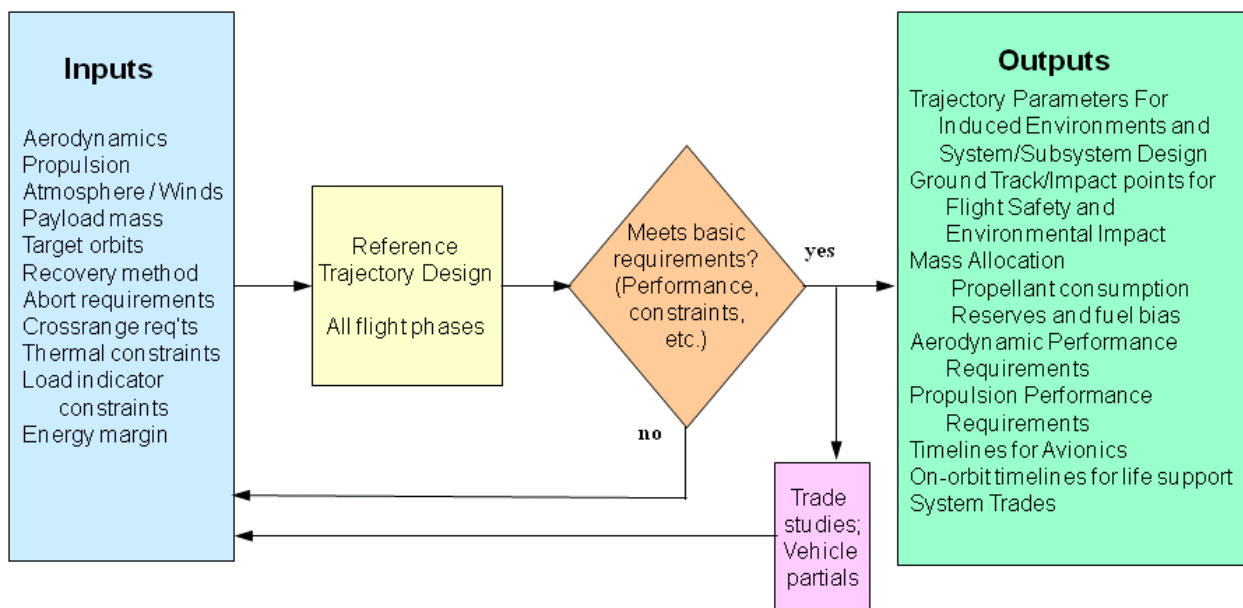 Inputs
Aerodynamics
Propulsion
Atmosphere / Winds
Payload mass
Target orbits
Recovery method
Abort requirements
Crossrange req'ts
Thermal constraints
Load indicator
constraints
Energy margin
Reference
Trajectory Design
All flight phases
Meets basic
requirements?
(Performance,
constraints,
etc.)
yes
no
Trade
studies;
Vehicle
partials
Outputs
Trajectory Parameters For
Induced Environments and
System/Subsystem Design
Ground Track/Impact points for
Flight Safety and
Environmental Impact
Mass Allocation
Propellant consumption
Reserves and fuel bias
Aerodynamic Performance
Requirements
Propulsion Performance
Requirements
Timelines for Avionics
On-orbit timelines for life support
System Trades